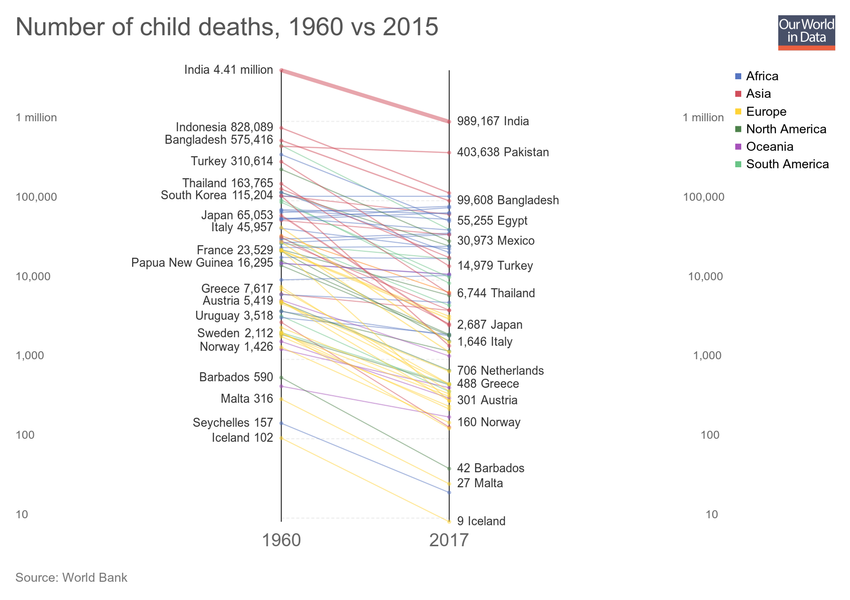 Number of child deaths, 1960 vs 2015
Our World
in Data
India 4.41 million
1 million
Indonesia 828,089
Bangladesh 575,416
Turkey 310,614
Thailand 163,765
100,000
South Korea 115,204
Japan 65,053
Italy 45,957
France 23,529
Papua New Guinea 16,295
10,000
Greece 7,617
Austria 5,419
Uruguay 3,518
Sweden 2,112
Norway 1,426
1,000
Barbados 590
Malta 316
Seychelles 157
Iceland 102
100
10
989,167 India
1 million
403,638 Pakistan
100,000
99,608 Bangladesh
55,255 Egypt
30,973 Mexico
14,979 Turkey
10,000
6,744 Thailand
2,687 Japan
1,646 Italy
1,000
706 Netherlands
488 Greece
301 Austria
160 Norway
100
42 Barbados
27 Malta
10
9 Iceland
Africa
Asia
Europe
North America
Oceania
South America
1960
2017
Source: World Bank